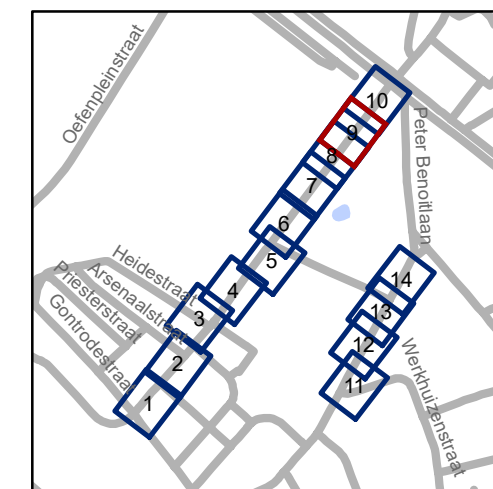 Oefenpleinstraat
10
9
8
7
Peter Benoitlaan
6
5
14
Heidestraat
Arsenaalstraat
Priesterstraat
Gontrodestraat
4
13
3
12
Werkhuizenstraat
2
11
1